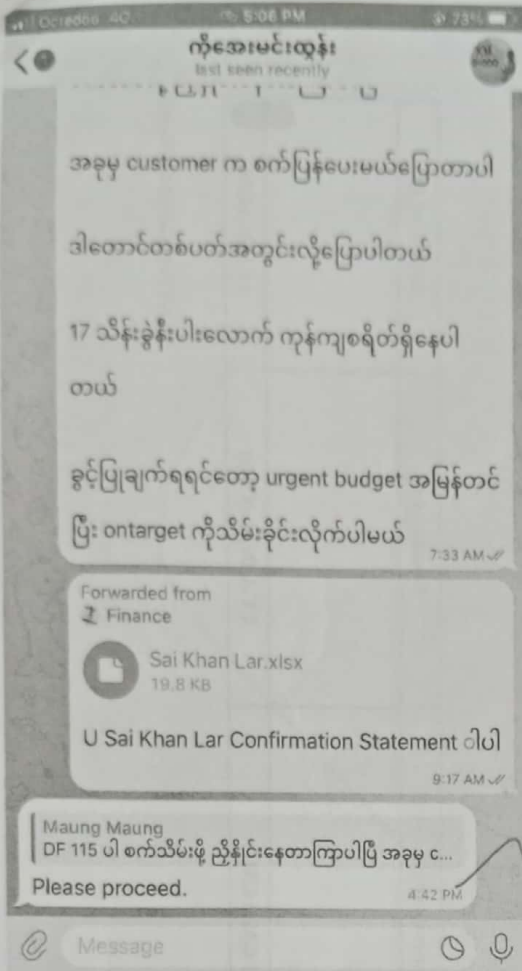 Ooredoo 4G 5:06 PM 73%
ကိုအေးမင်းထွန်း
last seen recently
အခုမှ customer က စက်ပြန်ပေးမယ်ပြောတာပါ
ဒါတောင်တစ်ပတ်အတွင်းလို့ပြောပါတယ်
17 သိန်းခွဲနီးပါးလောက် ကုန်ကျစရိတ်ရှိနေပါ
တယ်
ခွင့်ပြုချက်ရရင်တော့ urgent budget အမြန်တင်
ပြီး ontarget ကိုသိမ်းခိုင်းလိုက်ပါမယ်
7:33 AM
Forwarded from
Finance
Sai Khan Lar.xlsx
19.8 KB
U Sai Khan Lar Confirmation Statement ပါ
9:17 AM
Maung Maung
DF 115 ပါ စက်သိမ်းဖို့ ညှိနှိုင်းနေတာကြာပါပြီ အခုမှ c...
Please proceed.
4:42 PM
Message